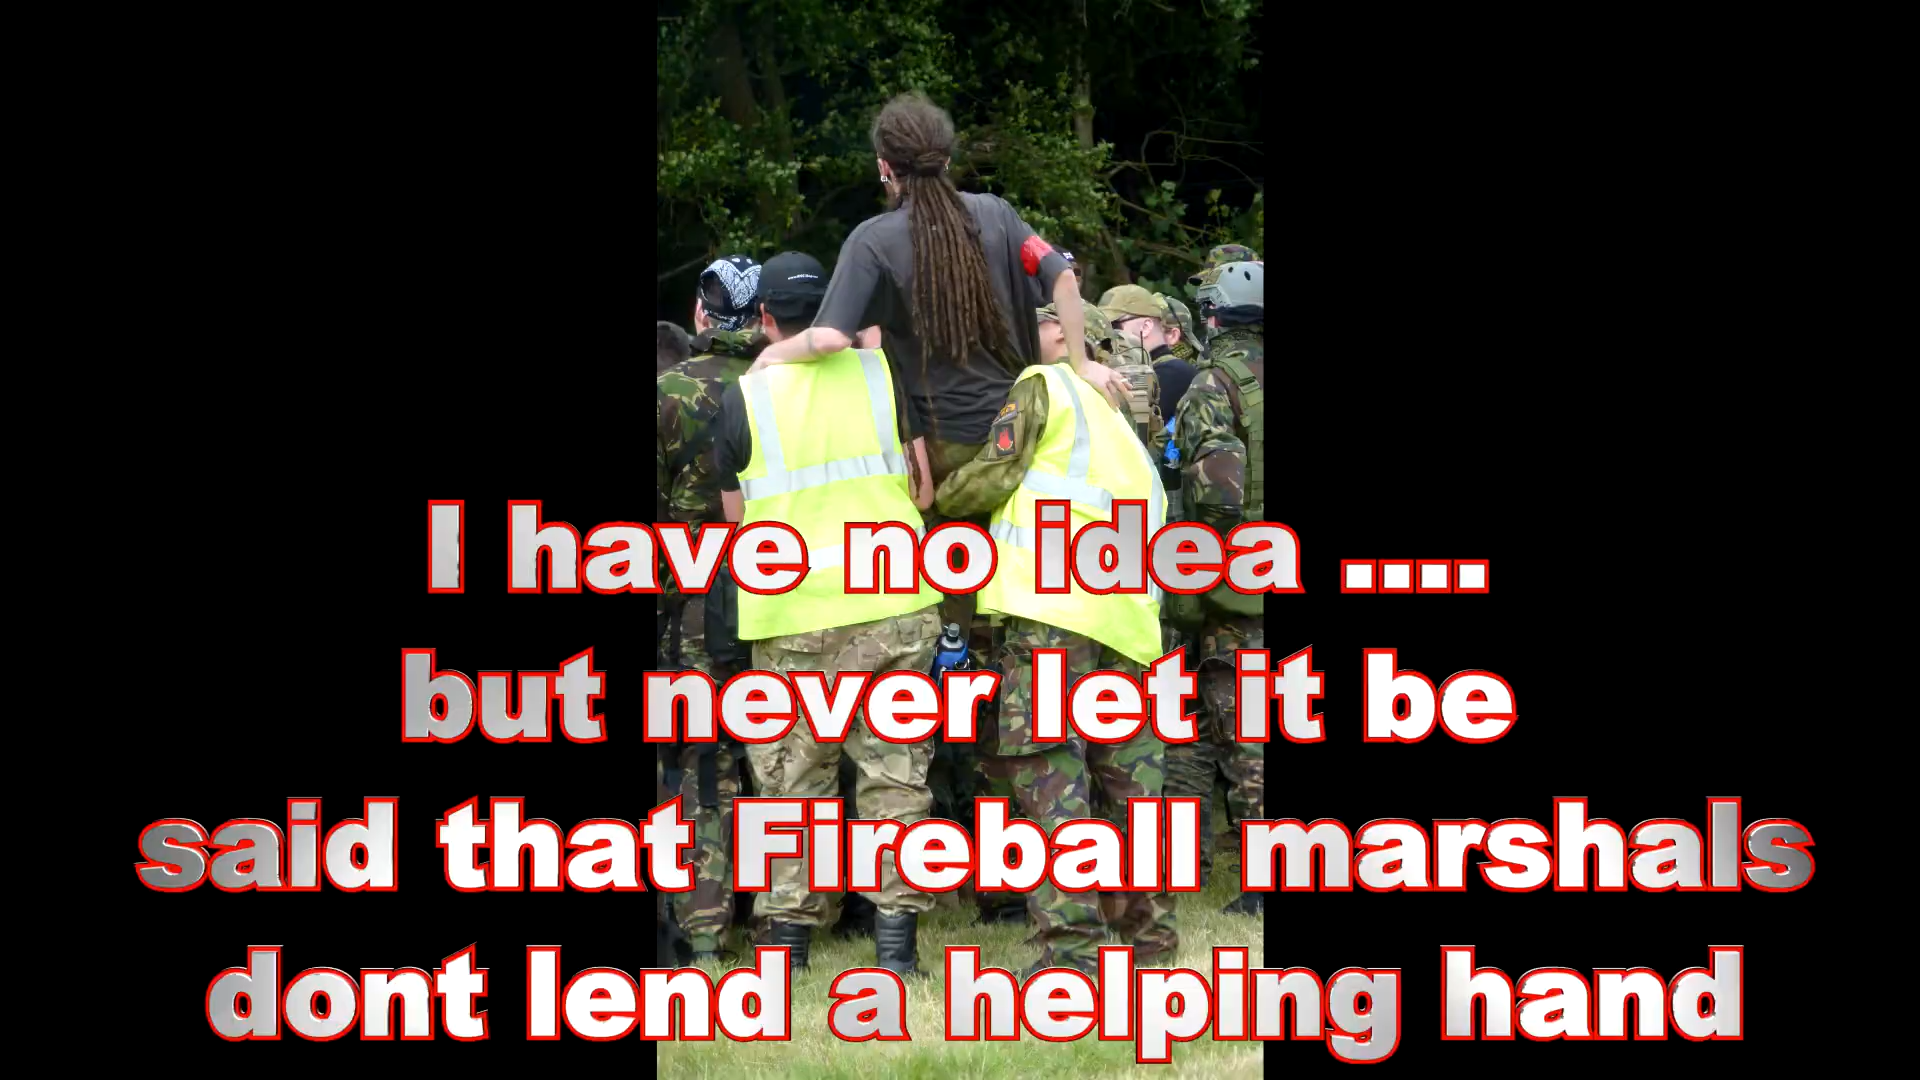 I have no idea ....
but never let it be
said that Fireball marshals
dont lend a helping hand